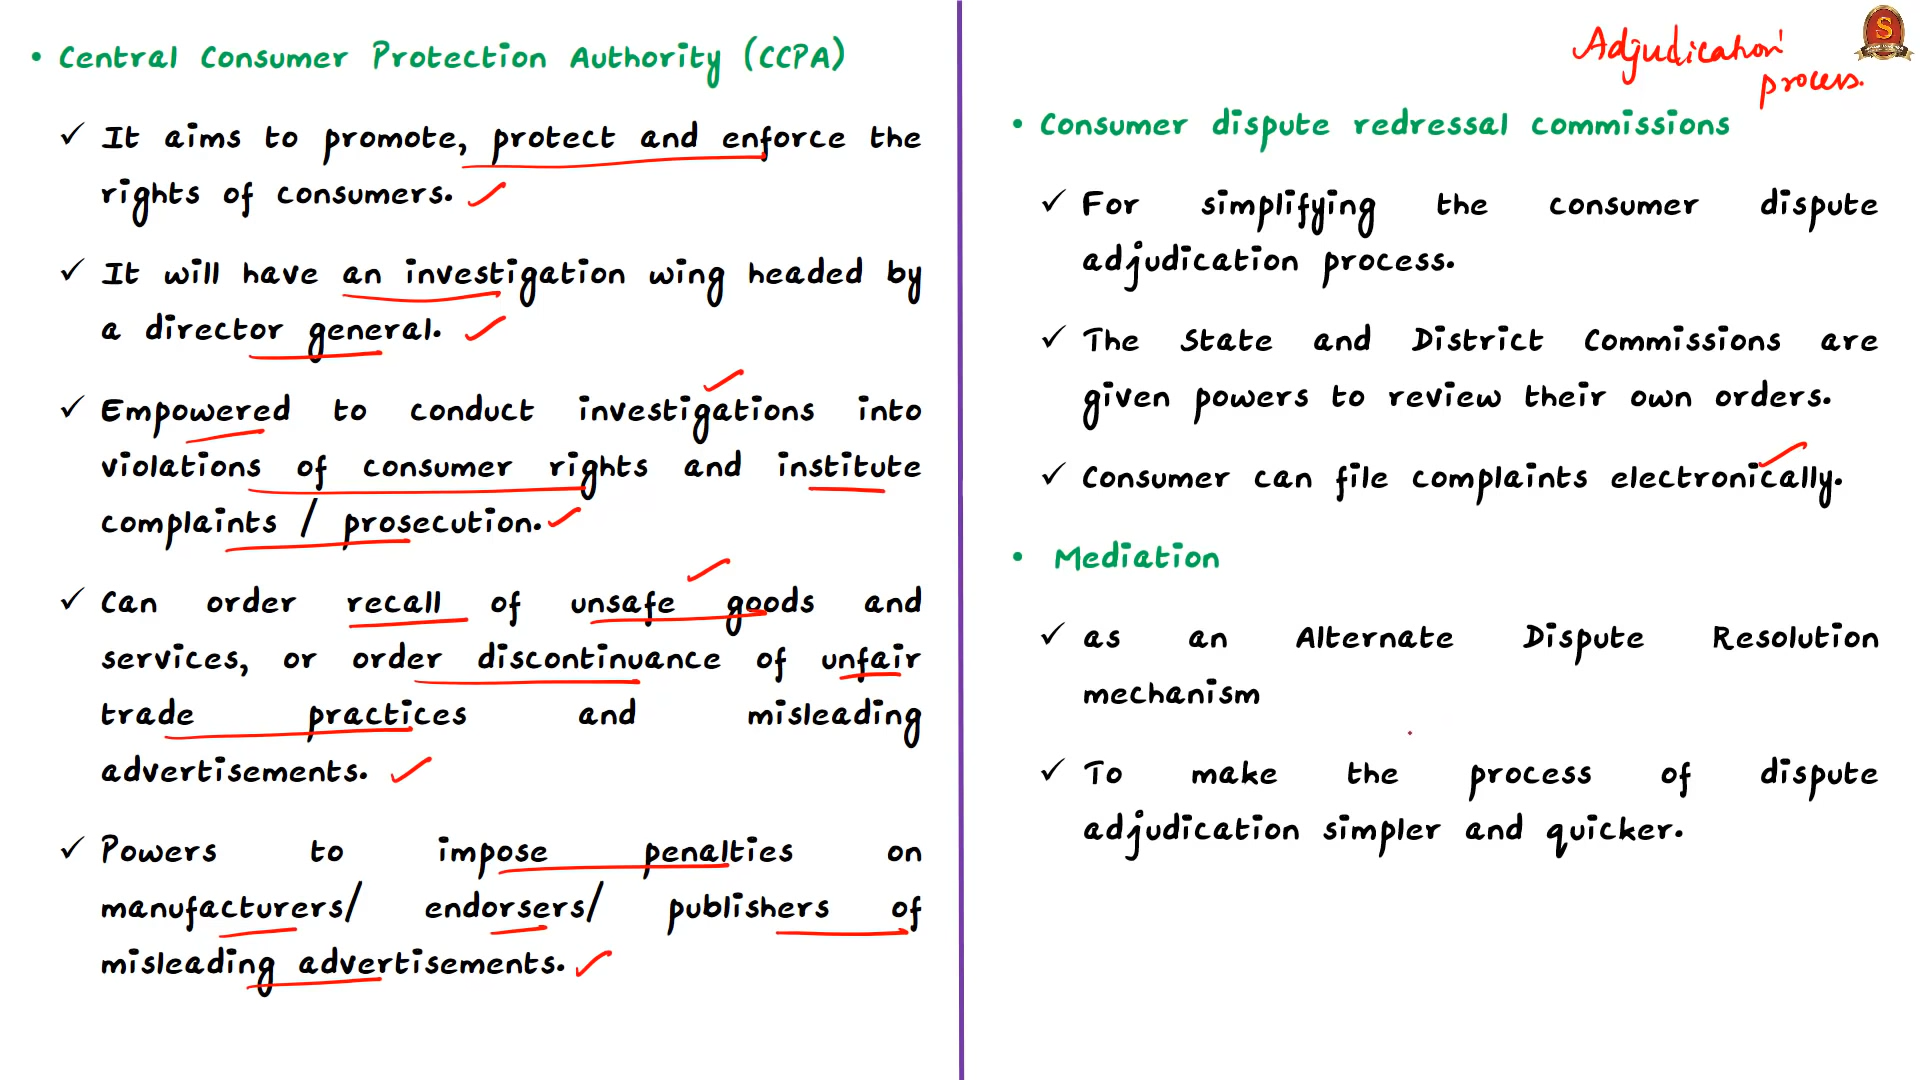 • Central Consumer Protection Authority (CCPA)
✓ It aims to promote, protect and enforce the
rights of consumers.
✓ It will have an investigation wing headed by
a director general.
✓ Empowered to conduct investigations into
violations of consumer rights and institute
complaints / prosecution.
✓ Can order recall of unsafe goods and
services, or order discontinuance of unfair
trade practices and misleading
advertisements.
✓ Powers to impose penalties on
manufacturers/ endorsers/ publishers of
misleading advertisements.
Adjudication
process.
S
• Consumer dispute redressal commissions
✓ For simplifying the consumer dispute
adjudication process.
✓ The State and District Commissions are
given powers to review their own orders.
✓ Consumer can file complaints electronically.
• Mediation
✓ as an Alternate Dispute Resolution
mechanism
✓ To make the process of dispute
adjudication simpler and quicker.